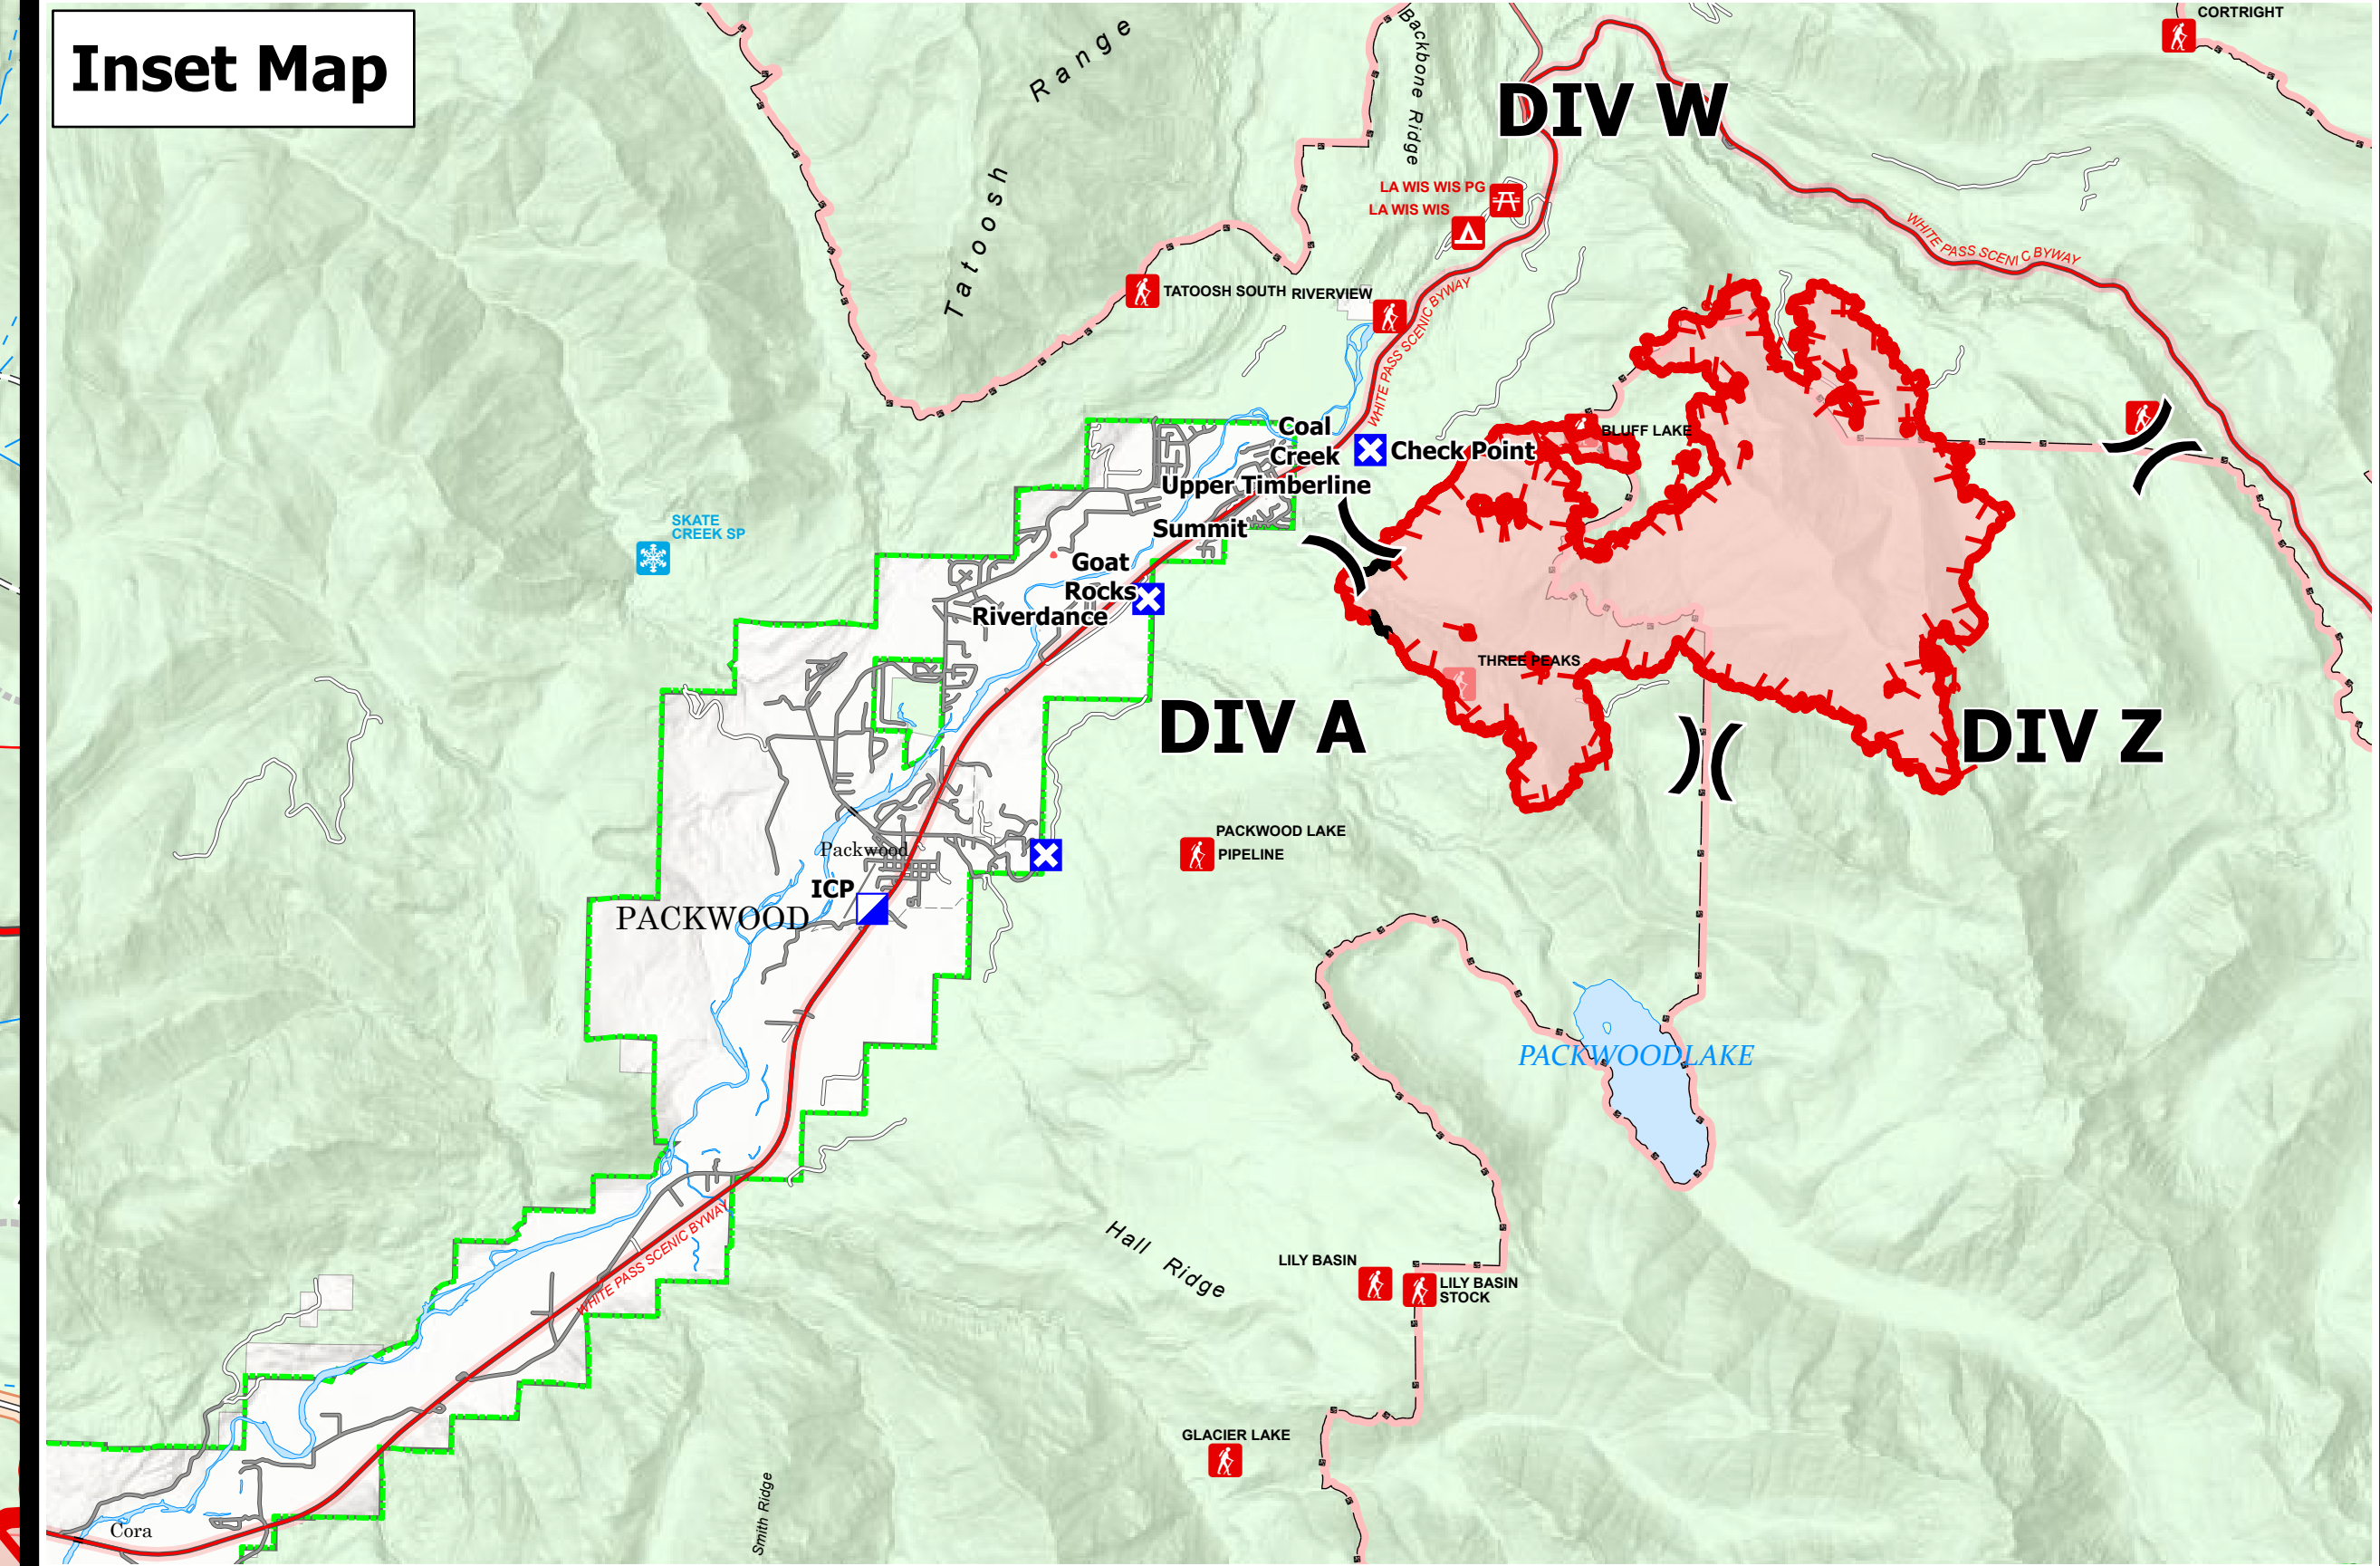 Inset Map
CORTRIGHT
Tatoosh Range
Backbone Ridge
DIV W
LA WIS WIS PG
LA WIS WIS
WHITE PASS SCENIC BYWAY
TATOOSH SOUTH
RIVERVIEW
WHITE PASS SCENIC BYWAY
Coal
Creek
Check Point
BLUFF LAKE
Upper Timberline
Summit
SKATE
CREEK SP
Goat
Rocks
Riverdance
THREE PEAKS
DIV A
DIV Z
PACKWOOD LAKE
PIPELINE
Packwood
ICP
PACKWOOD
PACKWOODLAKE
WHITE PASS SCENIC BYWAY
Hall Ridge
LILY BASIN
LILY BASIN
STOCK
GLACIER LAKE
Smith Ridge
Cora